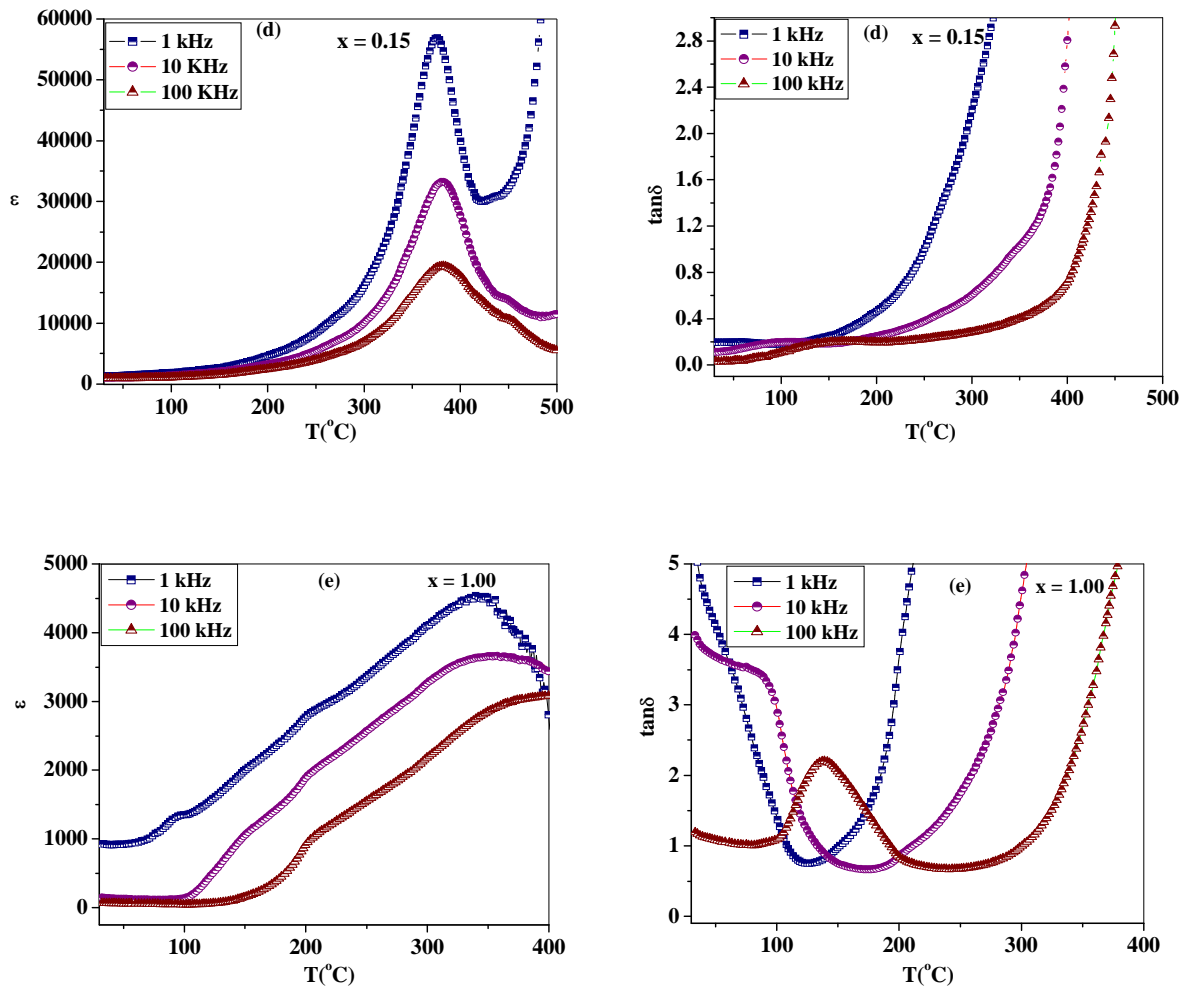 (d)
x = 0.15
1 kHz
10 KHz
100 KHz
60000
50000
40000
30000
20000
10000
0
ε
100
200
300
400
500
T(°C)
(d)
x = 0.15
1 kHz
10 kHz
100 kHz
2.8
2.4
2.0
1.6
1.2
0.8
0.4
0.0
tanδ
100
200
300
400
500
T(°C)
(e)
x = 1.00
1 kHz
10 kHz
100 kHz
5000
4000
3000
2000
1000
0
ε
100
200
300
400
T(°C)
(e)
x = 1.00
1 kHz
10 kHz
100 kHz
5
4
3
2
1
0
tanδ
100
200
300
400
T(°C)